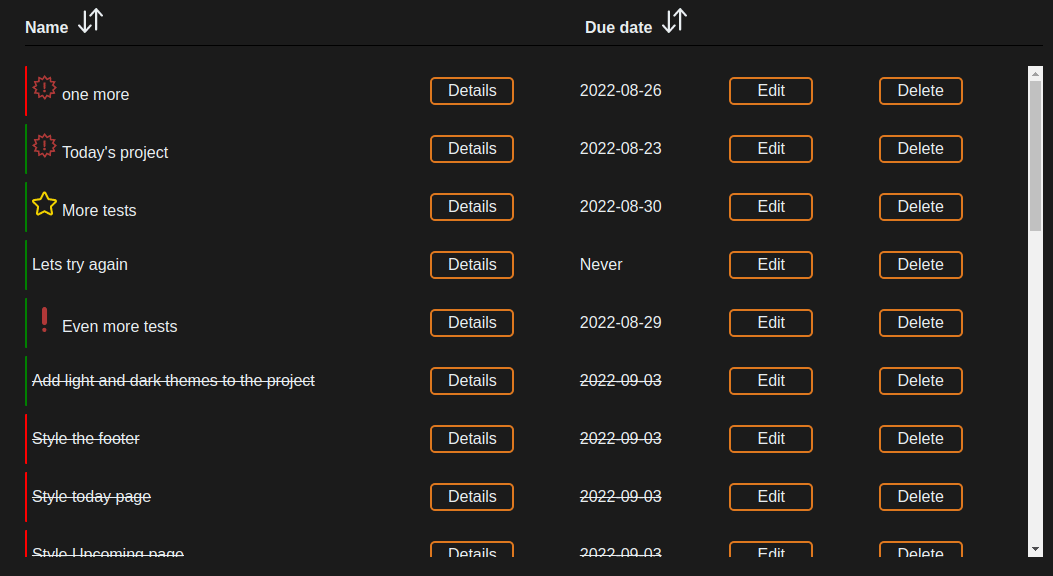 Name Due date
one more Details 2022-08-26 Edit Delete
Today's project Details 2022-08-23 Edit Delete
More tests Details 2022-08-30 Edit Delete
Lets try again Details Never Edit Delete
Even more tests Details 2022-08-29 Edit Delete
Add light and dark themes to the project Details 2022-09-03 Edit Delete
Style the footer Details 2022-09-03 Edit Delete
Style today page Details 2022-09-03 Edit Delete
Style Upcoming page Details 2022-09-03 Edit Delete